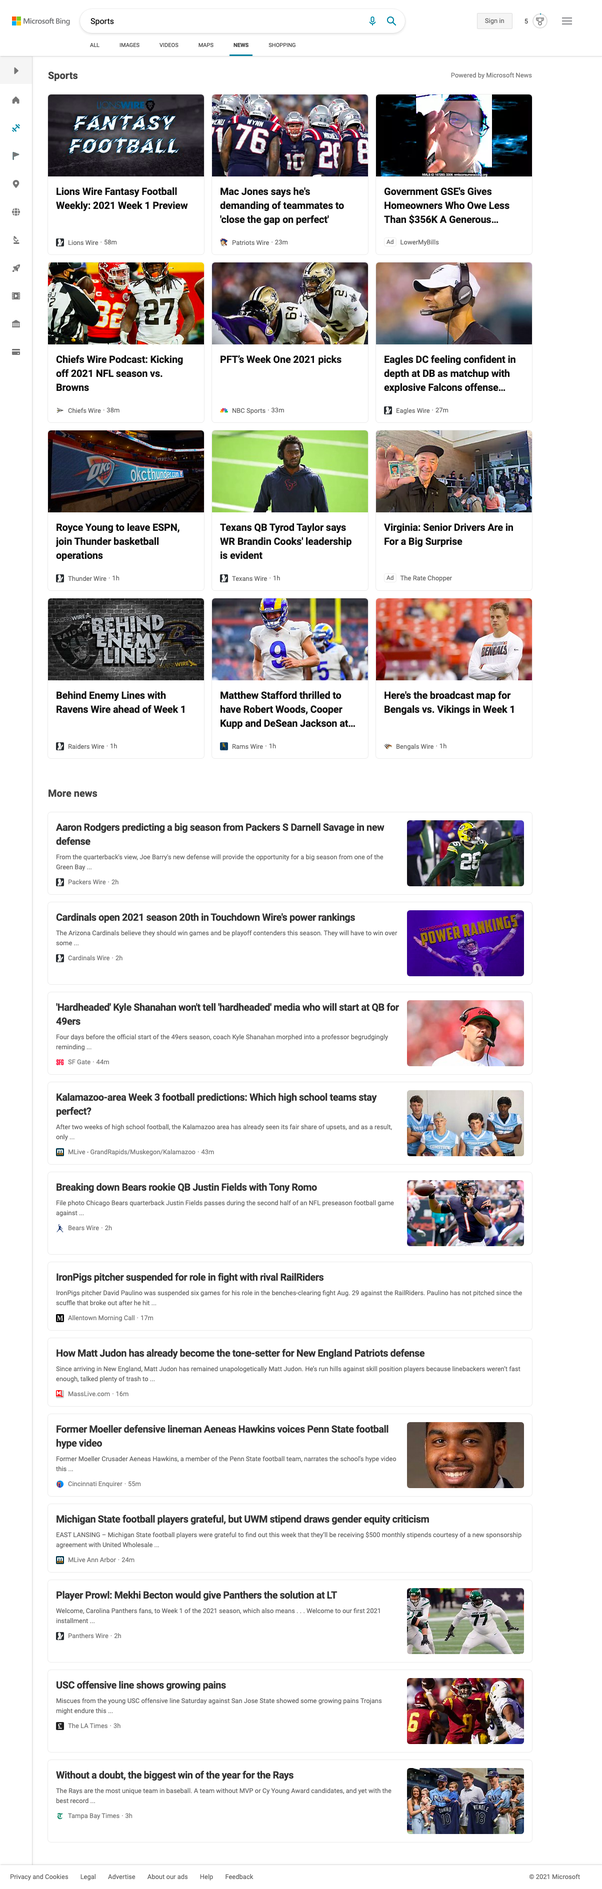 Microsoft Bing
Sports
Sign in
5
ALL
IMAGES
VIDEOS
MAPS
NEWS
SHOPPING
Sports
Powered by Microsoft News
FANTASY
FOOTBALL
Lions Wire Fantasy Football
Weekly: 2021 Week 1 Preview
Lions Wire · 58m
76
10
28
8
Mac Jones says he's
demanding of teammates to
'close the gap on perfect'
Patriots Wire · 23m
Government GSE's Gives
Homeowners Who Owe Less
Than $356K A Generous...
Ad LowerMyBills
32
27
Chiefs Wire Podcast: Kicking
off 2021 NFL season vs.
Browns
Chiefs Wire · 38m
64
2
PFT's Week One 2021 picks
NBC Sports · 33m
Eagles DC feeling confident in
depth at DB as matchup with
explosive Falcons offense...
Eagles Wire · 27m
OKC
okcthunder.com
Royce Young to leave ESPN,
join Thunder basketball
operations
Thunder Wire · 1h
Texans QB Tyrod Taylor says
WR Brandin Cooks' leadership
is evident
Texans Wire · 1h
Virginia: Senior Drivers Are in
For a Big Surprise
Ad The Rate Chopper
BEHIND
ENEMY
LINES
Behind Enemy Lines with
Ravens Wire ahead of Week 1
Raiders Wire · 1h
9
5
Matthew Stafford thrilled to
have Robert Woods, Cooper
Kupp and DeSean Jackson at...
Rams Wire · 1h
BENGALS
Here's the broadcast map for
Bengals vs. Vikings in Week 1
Bengals Wire · 1h
More news
Aaron Rodgers predicting a big season from Packers S Darnell Savage in new
defense
From the quarterback's view, Joe Barry's new defense will provide the opportunity for a big season from one of the
Green Bay ...
Packers Wire · 2h
26
Cardinals open 2021 season 20th in Touchdown Wire's power rankings
The Arizona Cardinals believe they should win games and be playoff contenders this season. They will have to win over
some ...
Cardinals Wire · 2h
POWER RANKINGS
8
'Hardheaded' Kyle Shanahan won't tell 'hardheaded' media who will start at QB for
49ers
Four days before the official start of the 49ers season, coach Kyle Shanahan morphed into a professor begrudgingly
reminding ...
SF Gate · 44m
Kalamazoo-area Week 3 football predictions: Which high school teams stay
perfect?
After two weeks of high school football, the Kalamazoo area has already seen its fair share of upsets, and as a result,
only ...
MLive - GrandRapids/Muskegon/Kalamazoo · 43m
Breaking down Bears rookie QB Justin Fields with Tony Romo
File photo Chicago Bears quarterback Justin Fields passes during the second half of an NFL preseason football game
against ...
Bears Wire · 2h
1
IronPigs pitcher suspended for role in fight with rival RailRiders
IronPigs pitcher David Paulino was suspended six games for his role in the benches-clearing fight Aug. 29 against the RailRiders. Paulino has not pitched since the
scuffle that broke out after he hit ...
Allentown Morning Call · 17m
How Matt Judon has already become the tone-setter for New England Patriots defense
Since arriving in New England, Matt Judon has remained unapologetically Matt Judon. He's run hills against skill position players because linebackers weren't fast
enough, talked plenty of trash to ...
MassLive.com · 16m
Former Moeller defensive lineman Aeneas Hawkins voices Penn State football
hype video
Former Moeller Crusader Aeneas Hawkins, a member of the Penn State football team, narrates the school's hype video
this ...
Cincinnati Enquirer · 55m
Michigan State football players grateful, but UWM stipend draws gender equity criticism
EAST LANSING – Michigan State football players were grateful to find out this week that they'll be receiving $500 monthly stipends courtesy of a new sponsorship
agreement with United Wholesale ...
MLive Ann Arbor · 24m
Player Prowl: Mekhi Becton would give Panthers the solution at LT
Welcome, Carolina Panthers fans, to Week 1 of the 2021 season, which also means . . . Welcome to our first 2021
installment ...
Panthers Wire · 2h
77
USC offensive line shows growing pains
Miscues from the young USC offensive line Saturday against San Jose State showed some growing pains Trojans
might endure this ...
The LA Times · 3h
6
9
Without a doubt, the biggest win of the year for the Rays
The Rays are the most unique team in baseball. A team without MVP or Cy Young Award candidates, and yet with the
best record ...
Tampa Bay Times · 3h
Privacy and Cookies
Legal
Advertise
About our ads
Help
Feedback
© 2021 Microsoft